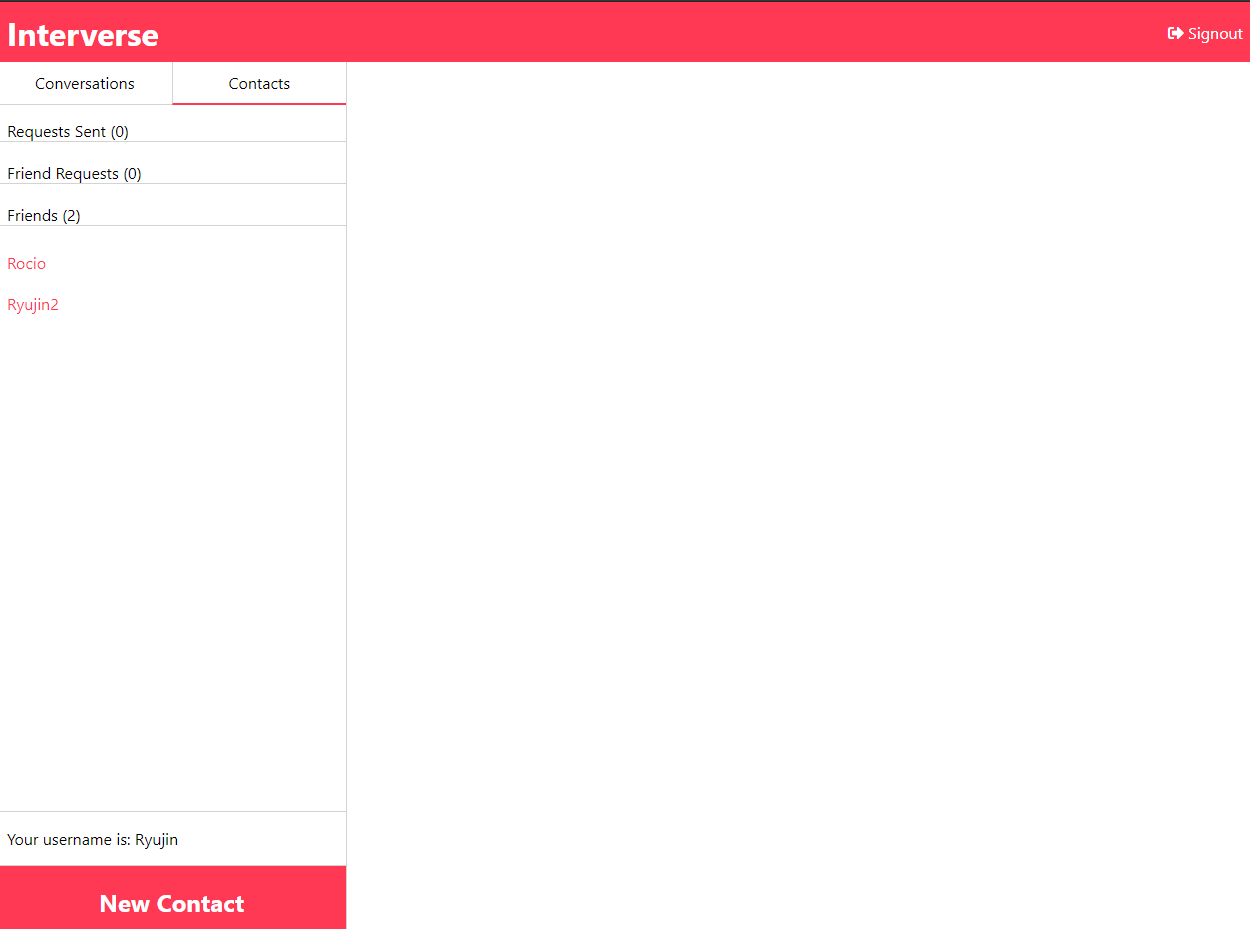 Interverse
Signout
Conversations
Contacts
Requests Sent (0)
Friend Requests (0)
Friends (2)
Rocio
Ryujin2
Your username is: Ryujin
New Contact